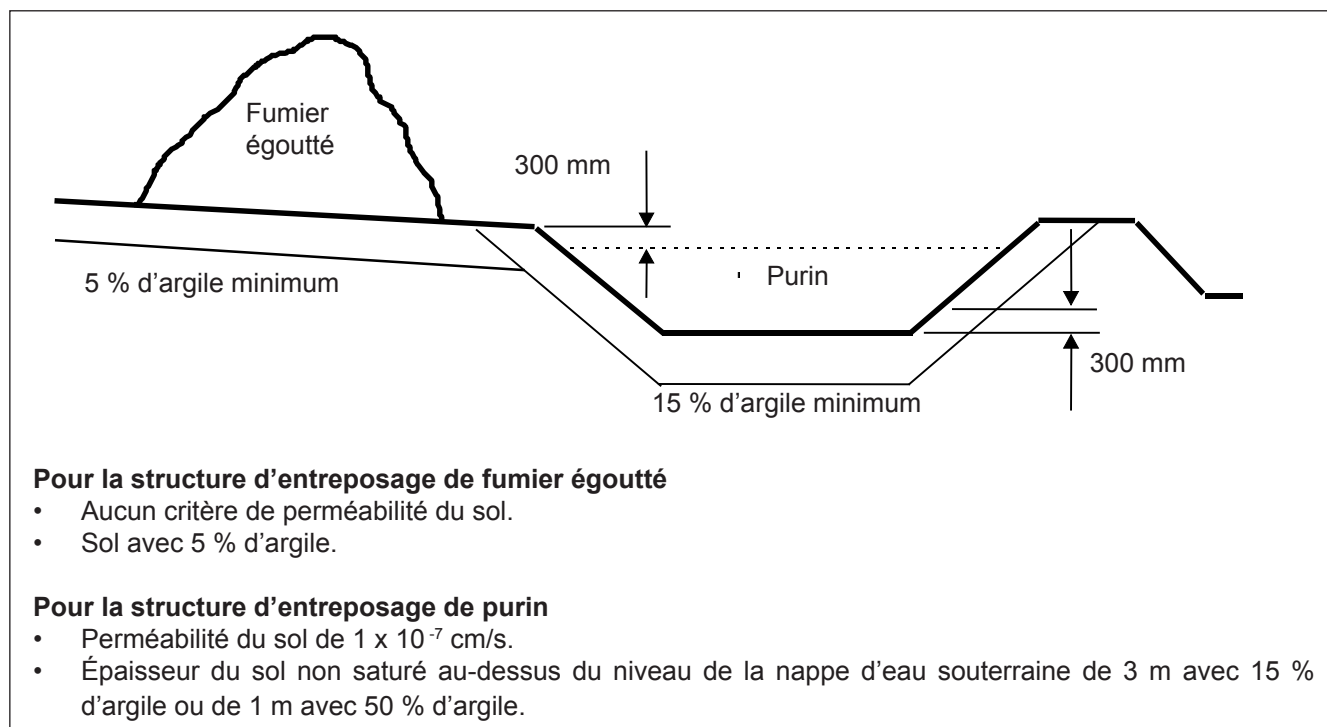 Fumier
égoutté
300 mm
Purin
5 % d'argile minimum
300 mm
15 % d'argile minimum
Pour la structure d'entreposage de fumier égoutté
• Aucun critère de perméabilité du sol.
• Sol avec 5 % d'argile.
Pour la structure d'entreposage de purin
• Perméabilité du sol de 1 x 10 ⁻⁷ cm/s.
• Épaisseur du sol non saturé au-dessus du niveau de la nappe d'eau souterraine de 3 m avec 15 %
d'argile ou de 1 m avec 50 % d'argile.